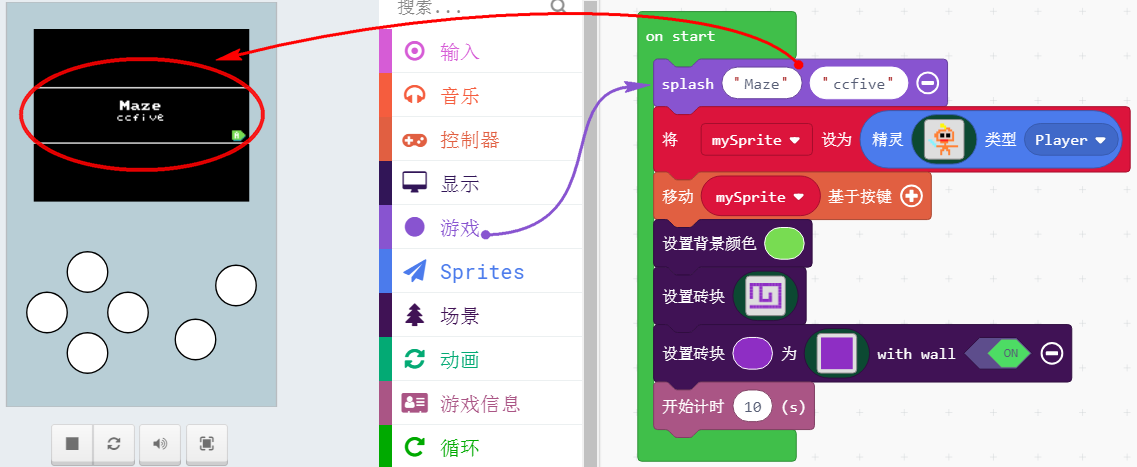 Maze
ccfive
A
搜索...
输入
音乐
控制器
显示
游戏
Sprites
场景
动画
游戏信息
循环
on start
splash "Maze" "ccfive"
将 mySprite 设为 精灵 类型 Player
移动 mySprite 基于按键
设置背景颜色
设置砖块
设置砖块 为 with wall ON
开始计时 10 (s)